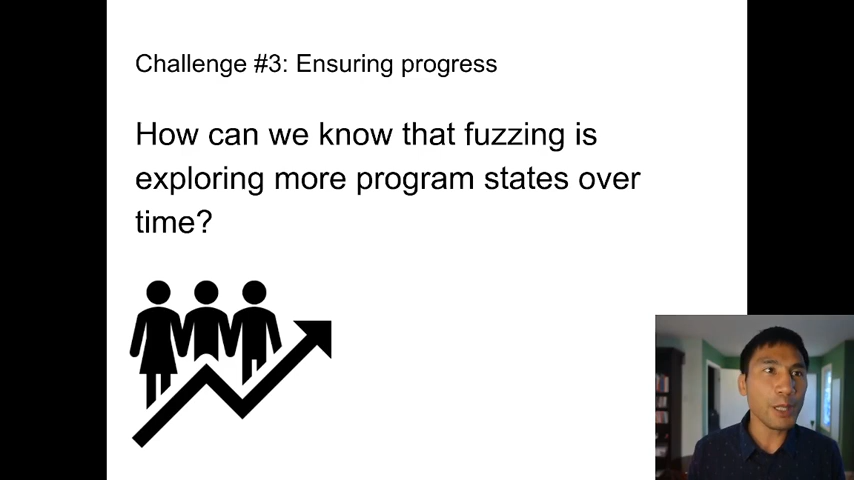 Challenge #3: Ensuring progress
How can we know that fuzzing is
exploring more program states over
time?